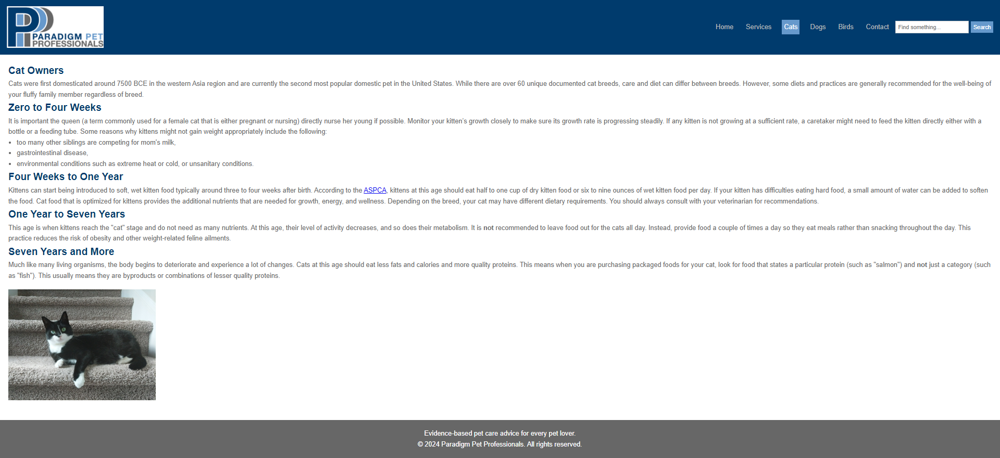 PARADIGM PET
PROFESSIONALS
Home Services Cats Dogs Birds Contact Find something... Search
Cat Owners
Cats were first domesticated around 7500 BCE in the western Asia region and are currently the second most popular domestic pet in the United States. While there are over 60 unique documented cat breeds, care and diet can differ between breeds. However, some diets and practices are generally recommended for the well-being of
your fluffy family member regardless of breed.
Zero to Four Weeks
It is important the queen (a term commonly used for a female cat that is either pregnant or nursing) directly nurse her young if possible. Monitor your kitten's growth closely to make sure its growth rate is progressing steadily. If any kitten is not growing at a sufficient rate, a caretaker might need to feed the kitten directly either with a
bottle or a feeding tube. Some reasons why kittens might not gain weight appropriately include the following:
• too many other siblings are competing for mom's milk,
• gastrointestinal disease,
• environmental conditions such as extreme heat or cold, or unsanitary conditions.
Four Weeks to One Year
Kittens can start being introduced to soft, wet kitten food typically around three to four weeks after birth. According to the ASPCA, kittens at this age should eat half to one cup of dry kitten food or six to nine ounces of wet kitten food per day. If your kitten has difficulties eating hard food, a small amount of water can be added to soften
the food. Cat food that is optimized for kittens provides the additional nutrients that are needed for growth, energy, and wellness. Depending on the breed, your cat may have different dietary requirements. You should always consult with your veterinarian for recommendations.
One Year to Seven Years
This age is when kittens reach the "cat" stage and do not need as many nutrients. At this age, their level of activity decreases, and so does their metabolism. It is not recommended to leave food out for the cats all day. Instead, provide food a couple of times a day so they eat meals rather than snacking throughout the day. This
practice reduces the risk of obesity and other weight-related feline ailments.
Seven Years and More
Much like many living organisms, the body begins to deteriorate and experience a lot of changes. Cats at this age should eat less fats and calories and more quality proteins. This means when you are purchasing packaged foods for your cat, look for food that states a particular protein (such as "salmon") and not just a category (such
as "fish"). This usually means they are byproducts or combinations of lesser quality proteins.
Evidence-based pet care advice for every pet lover.
© 2024 Paradigm Pet Professionals. All rights reserved.